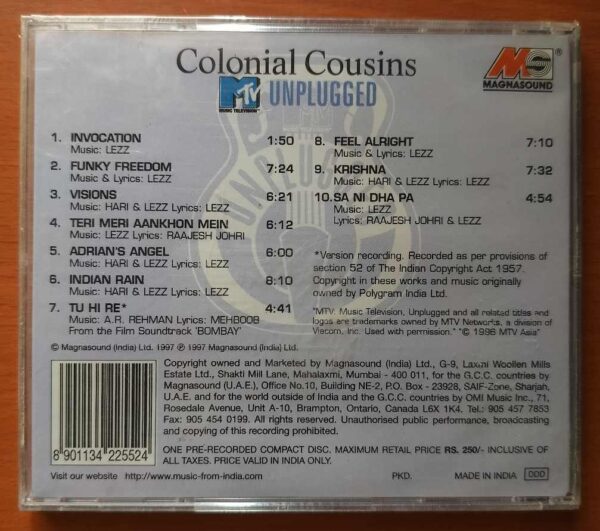 Colonial Cousins
MTV
MUSIC TELEVISION
UNPLUGGED
MS
®
MAGNASOUND
1. INVOCATION 1:50
Music: LEZZ
2. FUNKY FREEDOM 7:24
Music & Lyrics: LEZZ
3. VISIONS 6:21
Music: HARI & LEZZ Lyrics: LEZZ
4. TERI MERI AANKHON MEIN 6:12
Music: LEZZ Lyrics: RAAJESH JOHRI
5. ADRIAN'S ANGEL 6:00
Music: HARI & LEZZ Lyrics: LEZZ
6. INDIAN RAIN 8:10
Music: HARI & LEZZ Lyrics: LEZZ
7. TU HI RE* 4:41
Music: A.R. REHMAN Lyrics: MEHBOOB
From the Film Soundtrack 'BOMBAY'
8. FEEL ALRIGHT 7:10
Music & Lyrics: LEZZ
9. KRISHNA 7:32
Music: HARI & LEZZ Lyrics: LEZZ
10. SA NI DHA PA 4:54
Music: LEZZ
Lyrics: RAAJESH JOHRI & LEZZ
*Version recording. Recorded as per provisions of
section 52 of The Indian Copyright Act 1957.
Copyright in these works and music originally
owned by Polygram India Ltd.
"MTV: Music Television, Unplugged and all related titles and
logos are trademarks owned by MTV Networks, a division of
Viacom, Inc. Used with permission." "© 1996 MTV Asia"
© Magnasound (India) Ltd. 1997 ℗ 1997 Magnasound (India) Ltd.
Copyright owned and Marketed by Magnasound (India) Ltd., G-9, Laxmi Woollen Mills
Estate Ltd., Shakti Mill Lane, Mahalaxmi, Mumbai - 400 011, for the G.C.C. countries by
Magnasound (U.A.E.), Office No.10, Building NE-2, P.O. Box - 23928, SAIF-Zone, Sharjah,
U.A.E. and for the world outside of India and the G.C.C. countries by OMI Music Inc., 71,
Rosedale Avenue, Unit A-10, Brampton, Ontario, Canada L6X 1K4. Tel.: 905 457 7853
Fax: 905 454 0199. All rights reserved. Unauthorised public performance, broadcasting
and copying of this recording prohibited.
8 901134 225524
ONE PRE-RECORDED COMPACT DISC. MAXIMUM RETAIL PRICE RS. 250/- INCLUSIVE OF
ALL TAXES. PRICE VALID IN INDIA ONLY.
Visit our website http://www.music-from-india.com PKD. MADE IN INDIA DDD